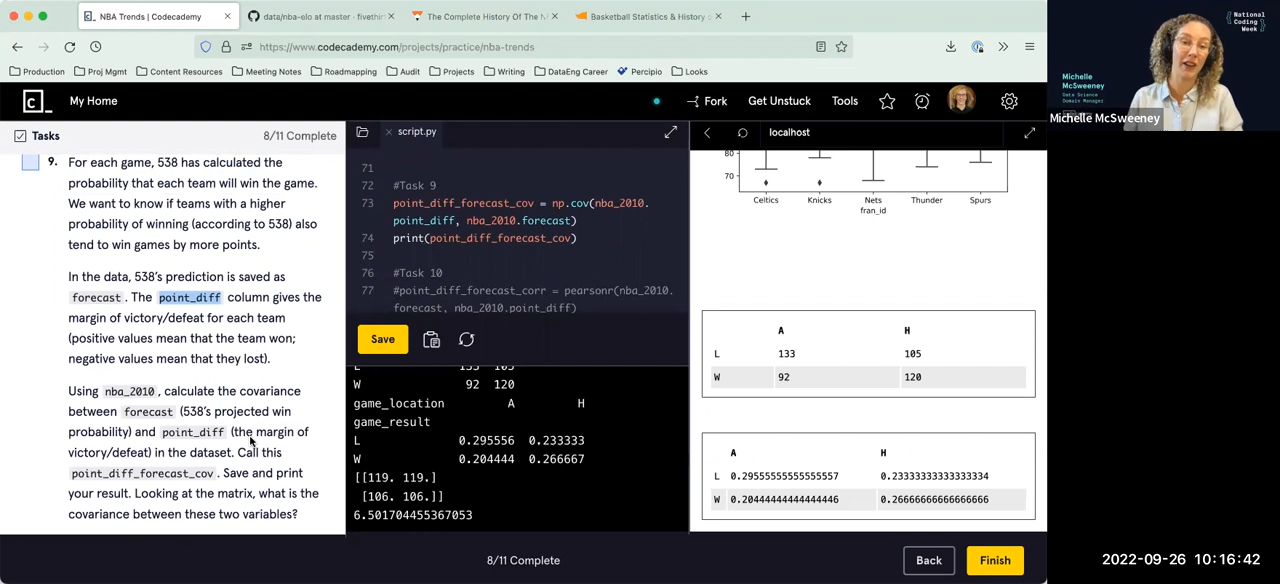 NBA Trends | Codecademy
data/nba-elo at master · fivethi
The Complete History Of The N
Basketball Statistics & History o
https://www.codecademy.com/projects/practice/nba-trends
Production
Proj Mgmt
Content Resources
Meeting Notes
Roadmapping
Audit
Projects
Writing
DataEng Career
Percipio
Looks
My Home
Fork
Get Unstuck
Tools
Tasks
8/11 Complete
9. For each game, 538 has calculated the
probability that each team will win the game.
We want to know if teams with a higher
probability of winning (according to 538) also
tend to win games by more points.
In the data, 538's prediction is saved as
forecast. The point_diff column gives the
margin of victory/defeat for each team
(positive values mean that the team won;
negative values mean that they lost).
Using nba_2010, calculate the covariance
between forecast (538's projected win
probability) and point_diff (the margin of
victory/defeat) in the dataset. Call this
point_diff_forecast_cov. Save and print
your result. Looking at the matrix, what is the
covariance between these two variables?
script.py
71
72 #Task 9
73 point_diff_forecast_cov = np.cov(nba_2010.
point_diff, nba_2010.forecast)
74 print(point_diff_forecast_cov)
75
76 #Task 10
77 #point_diff_forecast_corr = pearsonr(nba_2010.
forecast, nba_2010.point_diff)
Save
L 133 105
W 92 120
game_location A H
game_result
L 0.295556 0.233333
W 0.204444 0.266667
[[119. 119.]
[106. 106.]]
6.501704455367053
localhost
80
70
Celtics Knicks Nets Thunder Spurs
fran_id
A H
L 133 105
W 92 120
A H
L 0.29555555555555557 0.23333333333333334
W 0.20444444444444446 0.26666666666666666
8/11 Complete
Back
Finish
National
Coding
Week
Michelle
McSweeney
Data Science
Domain Manager
Michelle McSweeney
2022-09-26 10:16:42